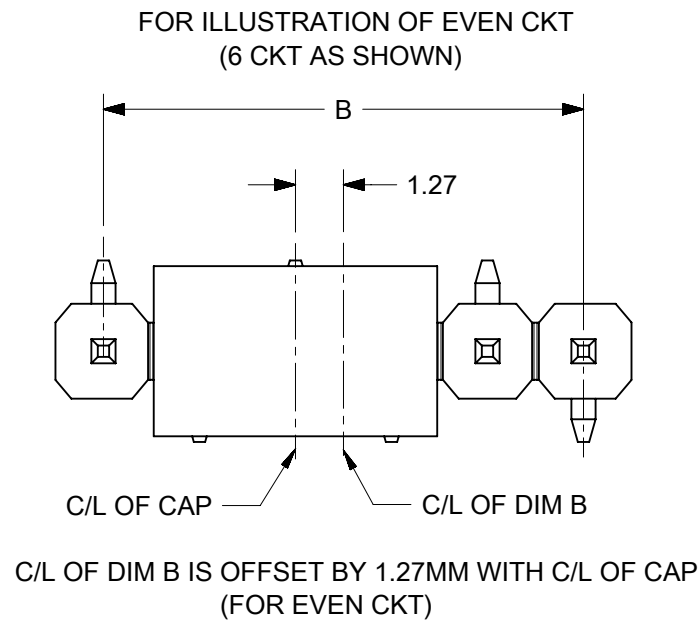 FOR ILLUSTRATION OF EVEN CKT
(6 CKT AS SHOWN)
B
1.27
C/L OF CAP
C/L OF DIM B
C/L OF DIM B IS OFFSET BY 1.27MM WITH C/L OF CAP
(FOR EVEN CKT)